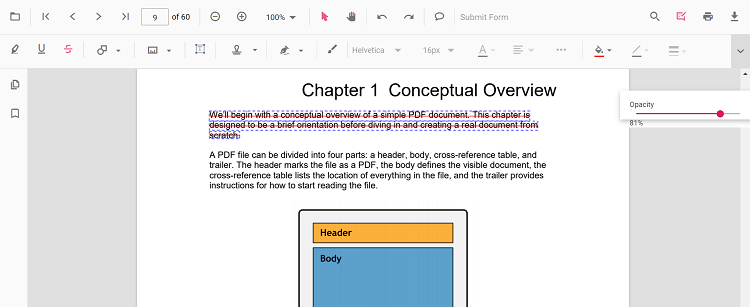 9 of 60 100% Submit Form
Helvetica 16px A
Chapter 1 Conceptual Overview
We'll begin with a conceptual overview of a simple PDF document. This chapter is
designed to be a brief orientation before diving in and creating a real document from
scratch.
Opacity
81%
A PDF file can be divided into four parts: a header, body, cross-reference table, and
trailer. The header marks the file as a PDF, the body defines the visible document, the
cross-reference table lists the location of everything in the file, and the trailer provides
instructions for how to start reading the file.
Header
Body